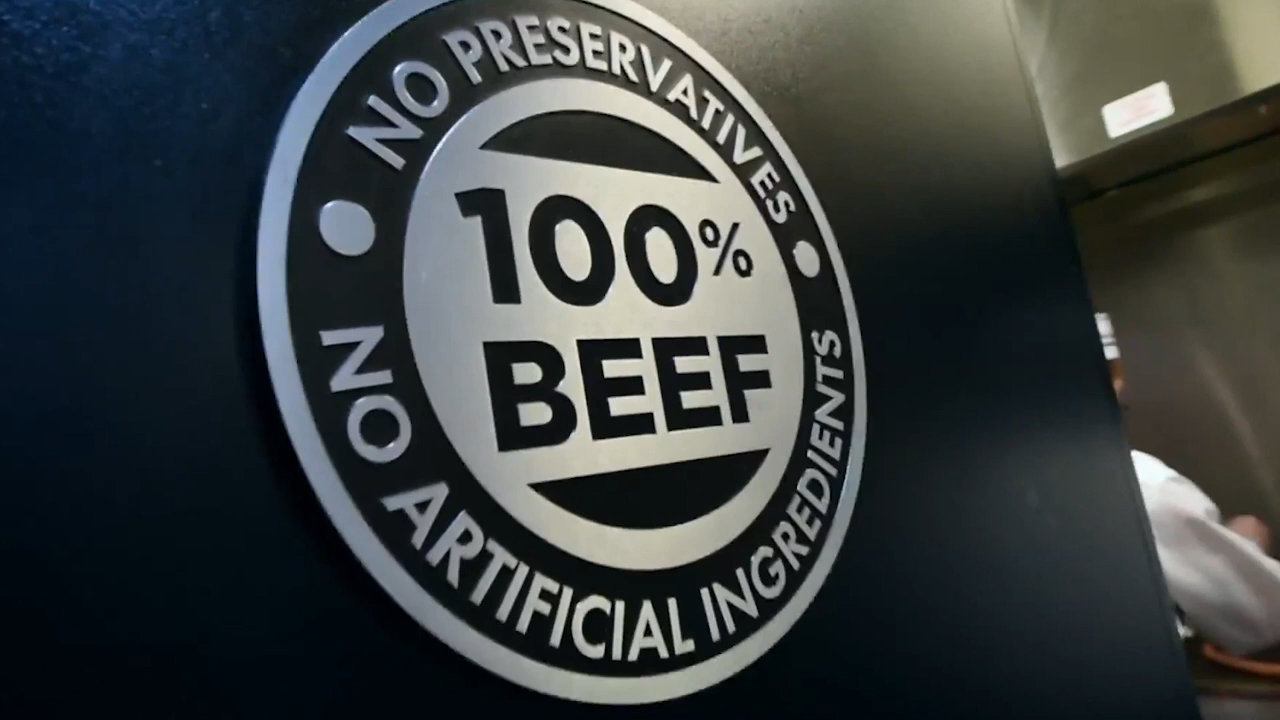 NO PRESERVATIVES
100%
BEEF
NO ARTIFICIAL INGREDIENTS